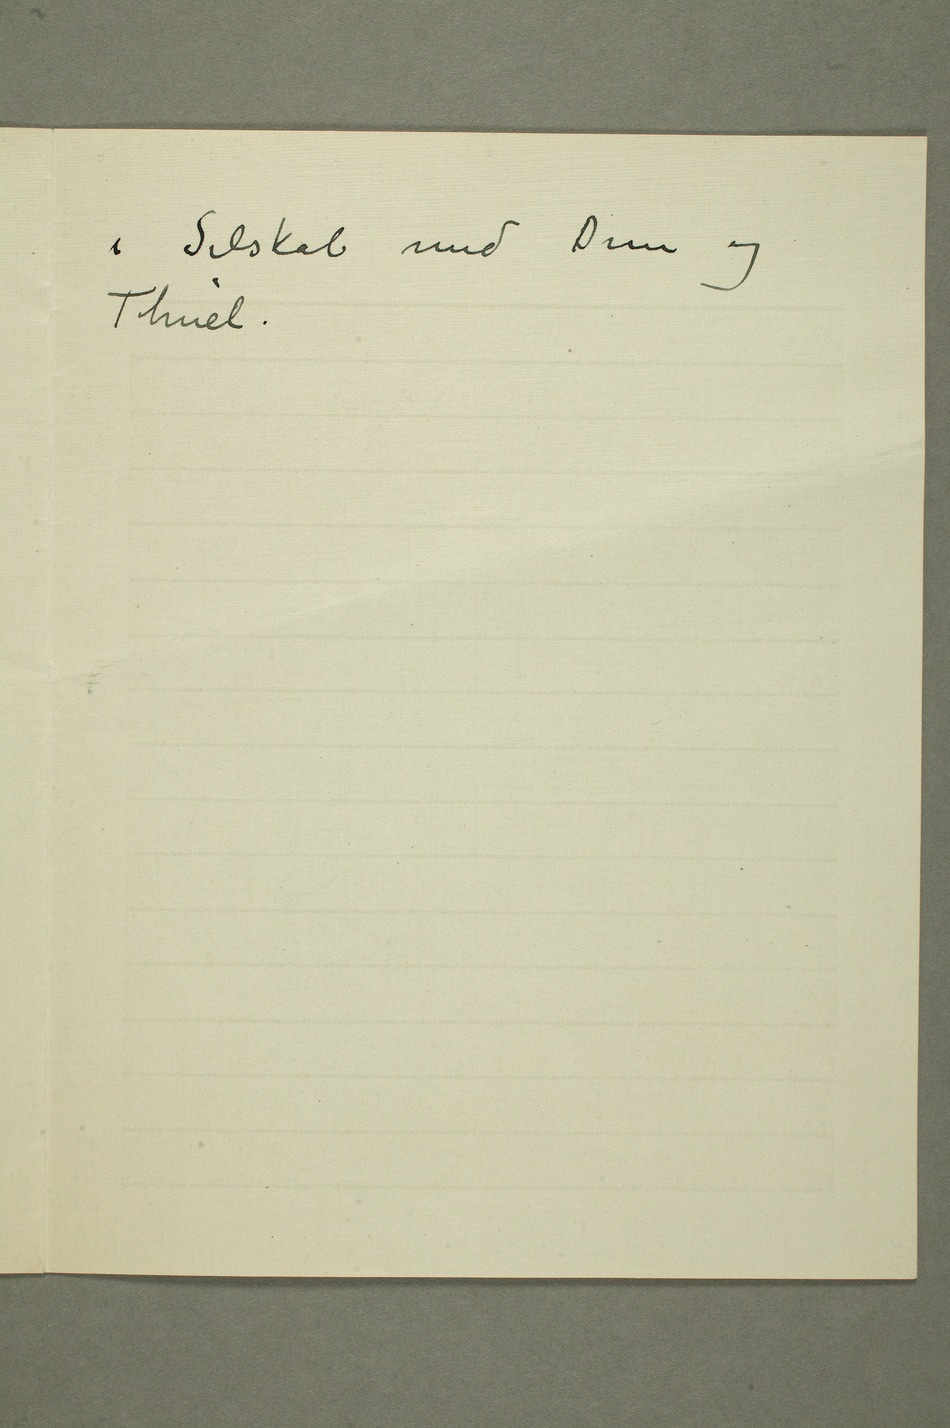 i Selskab med Dem og
Thiel.